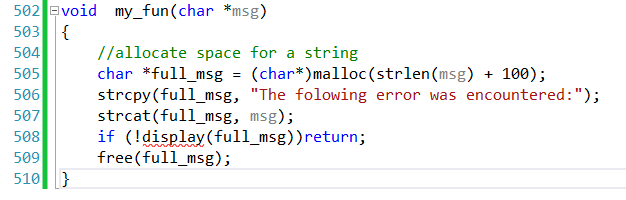 502 void  my_fun(char *msg)
503 {
504     //allocate space for a string
505     char *full_msg = (char*)malloc(strlen(msg) + 100);
506     strcpy(full_msg, "The folowing error was encountered:");
507     strcat(full_msg, msg);
508     if (!display(full_msg))return;
509     free(full_msg);
510 }